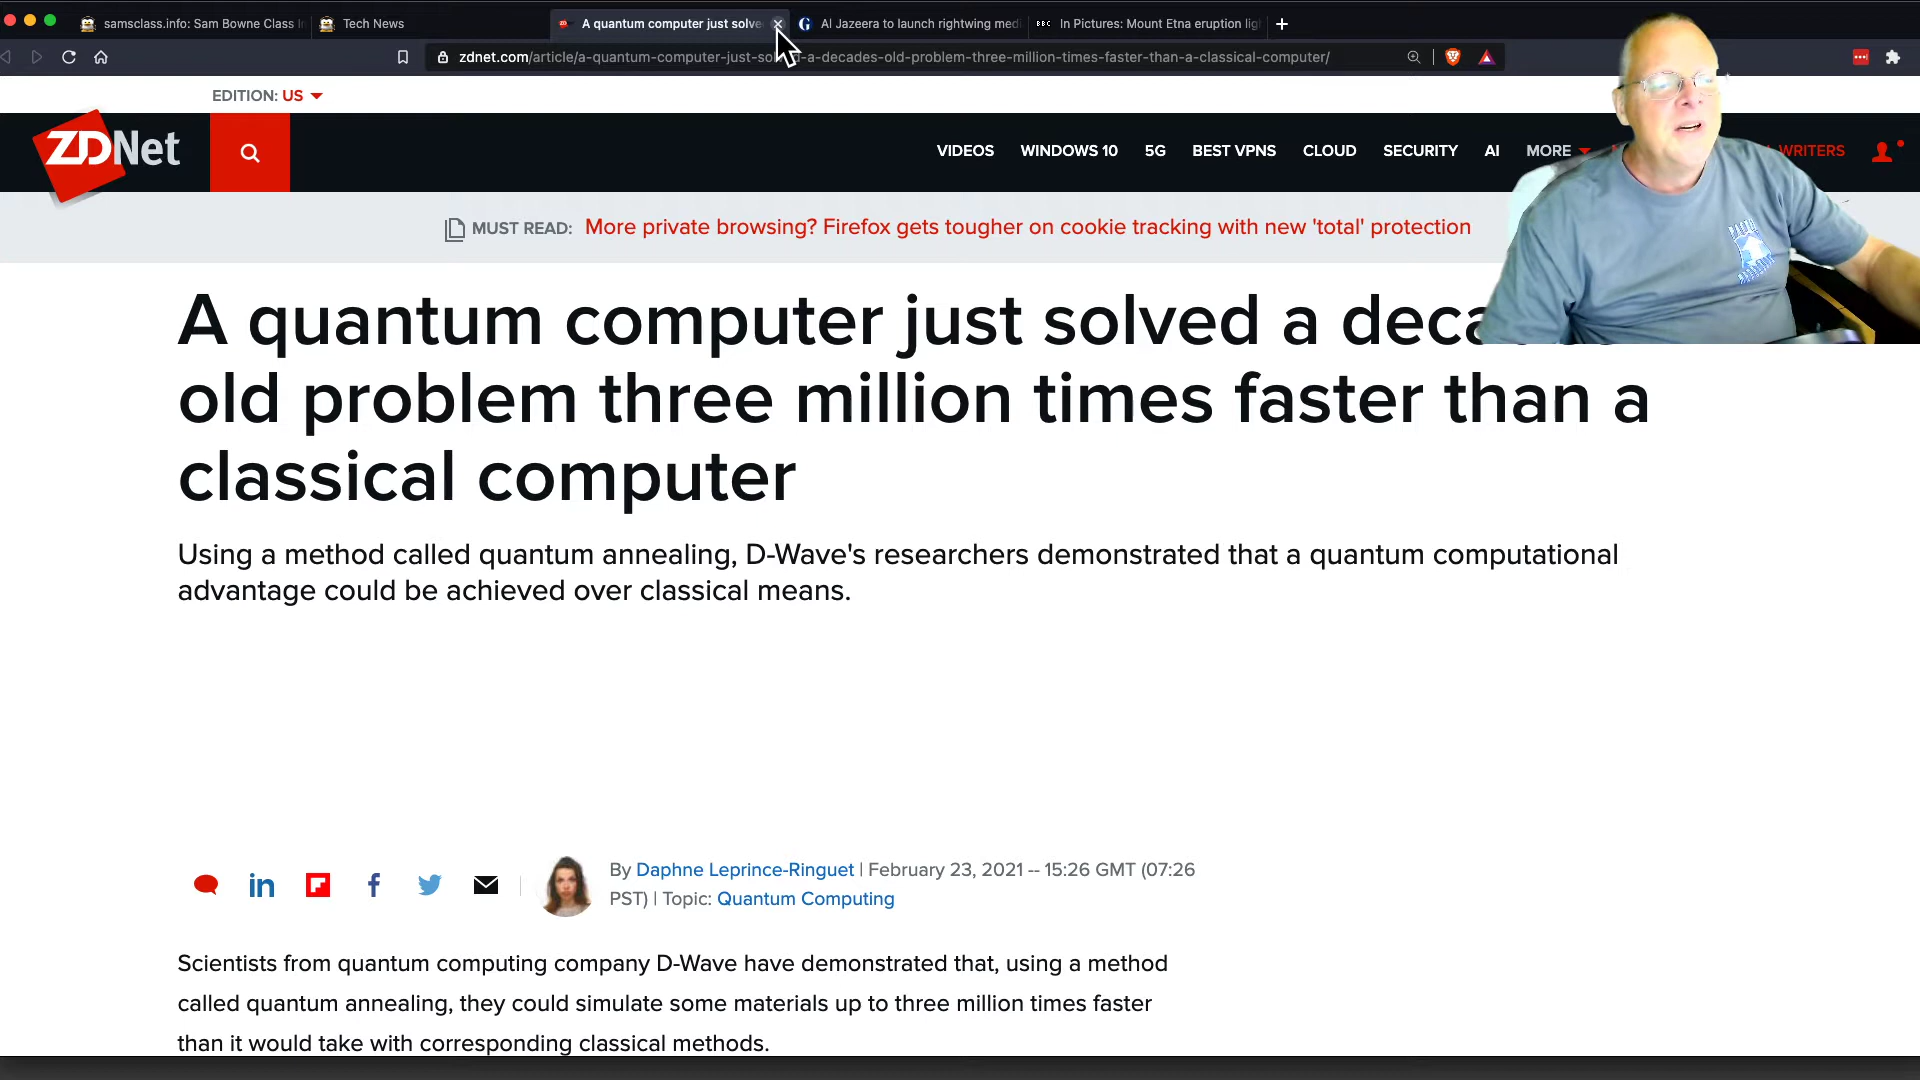 samsclass.info: Sam Bowne Class In
Tech News
A quantum computer just solve
Al Jazeera to launch rightwing medi
BBC In Pictures: Mount Etna eruption lig
zdnet.com/article/a-quantum-computer-just-so d-a-decades-old-problem-three-million-times-faster-than-a-classical-computer/
EDITION: US
ZDNet
VIDEOS WINDOWS 10 5G BEST VPNS CLOUD SECURITY AI MORE WRITERS
MUST READ: More private browsing? Firefox gets tougher on cookie tracking with new 'total' protection
A quantum computer just solved a deca
old problem three million times faster than a
classical computer
Using a method called quantum annealing, D-Wave's researchers demonstrated that a quantum computational
advantage could be achieved over classical means.
By Daphne Leprince-Ringuet | February 23, 2021 -- 15:26 GMT (07:26
PST) | Topic: Quantum Computing
Scientists from quantum computing company D-Wave have demonstrated that, using a method
called quantum annealing, they could simulate some materials up to three million times faster
than it would take with corresponding classical methods.